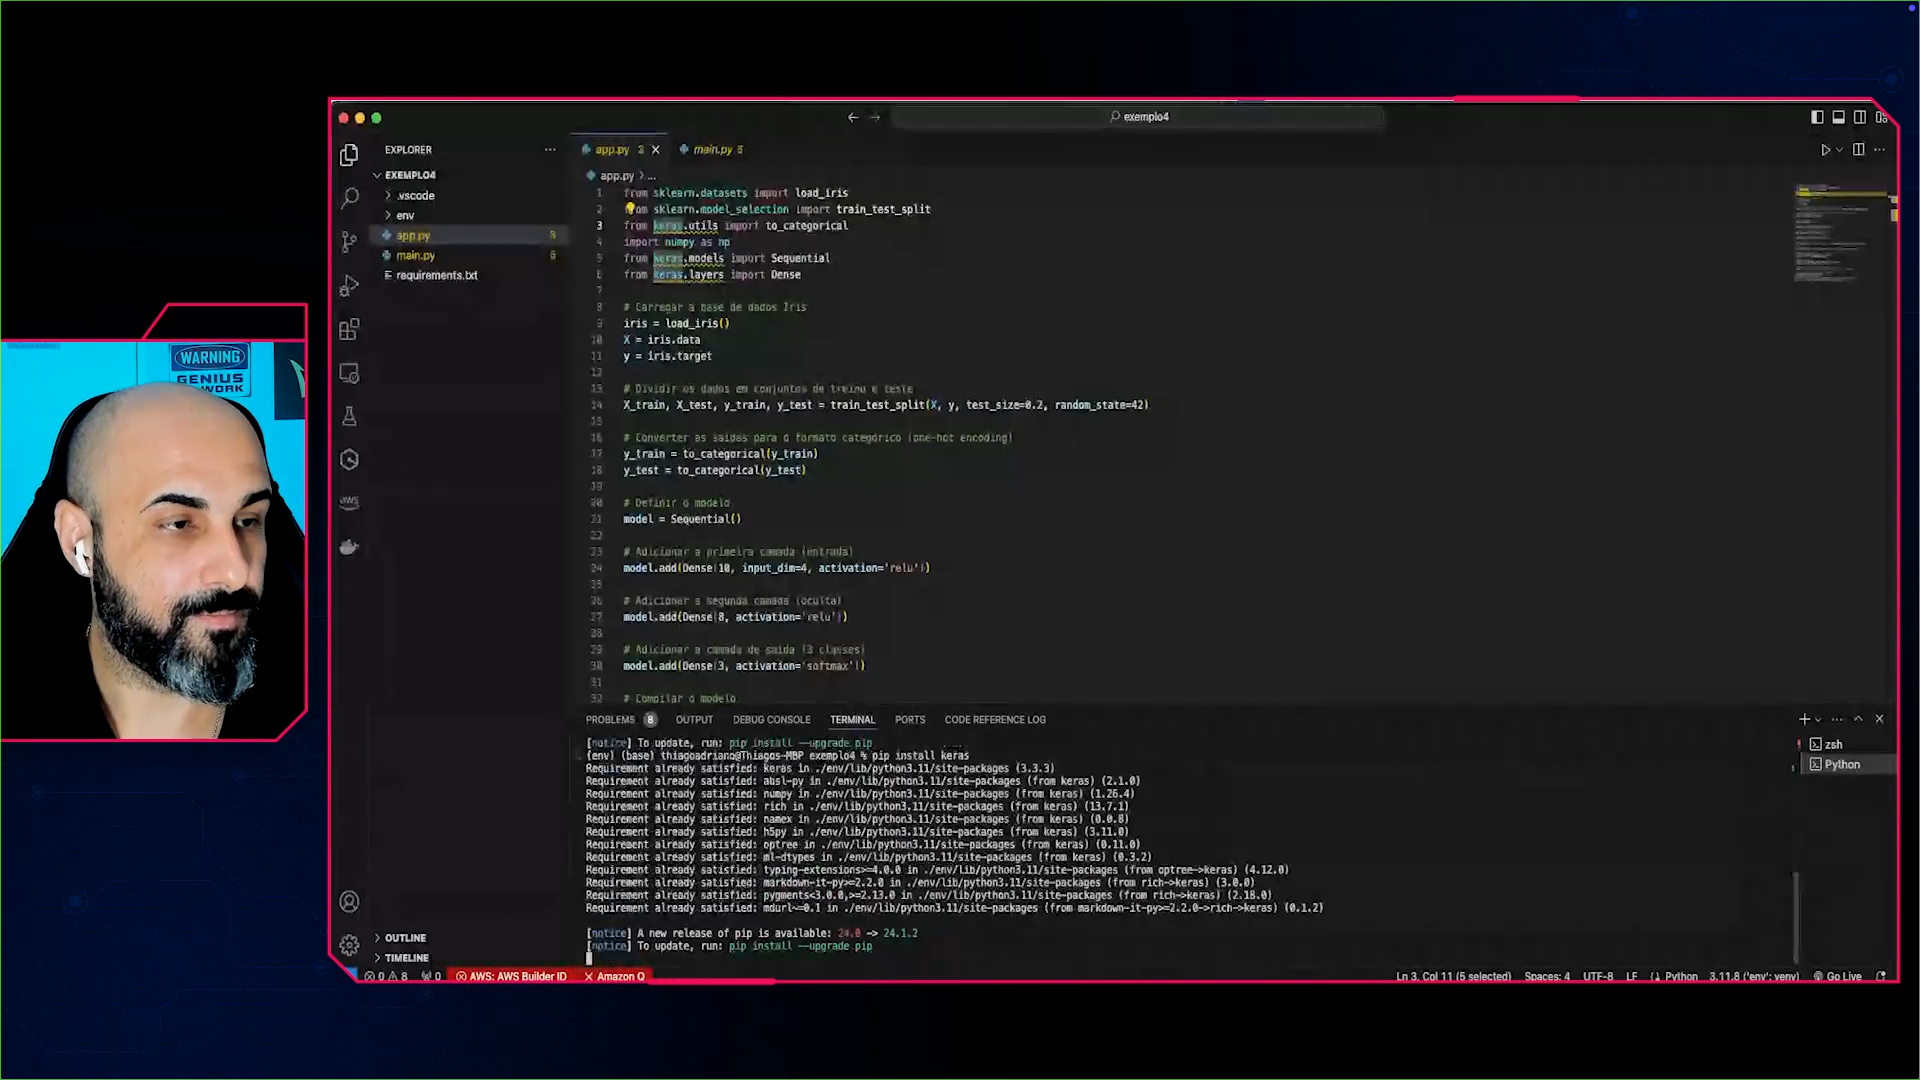 exemplo4
EXPLORER
EXEMPLO4
.vscode
env
app.py 3
main.py 6
requirements.txt
OUTLINE
TIMELINE
app.py 3
main.py 6
app.py > ...
1 from sklearn.datasets import load_iris
2 from sklearn.model_selection import train_test_split
3 from keras.utils import to_categorical
4 import numpy as np
5 from keras.models import Sequential
6 from keras.layers import Dense
7
8 # Carregar a base de dados Iris
9 iris = load_iris()
10 X = iris.data
11 y = iris.target
12
13 # Dividir os dados em conjuntos de treino e teste
14 X_train, X_test, y_train, y_test = train_test_split(X, y, test_size=0.2, random_state=42)
15
16 # Converter as saídas para o formato categórico (one-hot encoding)
17 y_train = to_categorical(y_train)
18 y_test = to_categorical(y_test)
19
20 # Definir o modelo
21 model = Sequential()
22
23 # Adicionar a primeira camada (entrada)
24 model.add(Dense(10, input_dim=4, activation='relu'))
25
26 # Adicionar a segunda camada (oculta)
27 model.add(Dense(8, activation='relu'))
28
29 # Adicionar a camada de saída (3 classes)
30 model.add(Dense(3, activation='softmax'))
31
32 # Compilar o modelo
WARNING
GENIUS
WORK
PROBLEMS 8 OUTPUT DEBUG CONSOLE TERMINAL PORTS CODE REFERENCE LOG
[notice] To update, run: pip install --upgrade pip
(env) (base) thiagoadriano@Thiagos-MBP exemplo4 % pip install keras
Requirement already satisfied: keras in ./env/lib/python3.11/site-packages (3.3.3)
Requirement already satisfied: absl-py in ./env/lib/python3.11/site-packages (from keras) (2.1.0)
Requirement already satisfied: numpy in ./env/lib/python3.11/site-packages (from keras) (1.26.4)
Requirement already satisfied: rich in ./env/lib/python3.11/site-packages (from keras) (13.7.1)
Requirement already satisfied: namex in ./env/lib/python3.11/site-packages (from keras) (0.0.8)
Requirement already satisfied: h5py in ./env/lib/python3.11/site-packages (from keras) (3.11.0)
Requirement already satisfied: optree in ./env/lib/python3.11/site-packages (from keras) (0.11.0)
Requirement already satisfied: ml-dtypes in ./env/lib/python3.11/site-packages (from keras) (0.3.2)
Requirement already satisfied: typing-extensions>=4.0.0 in ./env/lib/python3.11/site-packages (from optree->keras) (4.12.0)
Requirement already satisfied: markdown-it-py>=2.2.0 in ./env/lib/python3.11/site-packages (from rich->keras) (3.0.0)
Requirement already satisfied: pygments<3.0.0,>=2.13.0 in ./env/lib/python3.11/site-packages (from rich->keras) (2.18.0)
Requirement already satisfied: mdurl~=0.1 in ./env/lib/python3.11/site-packages (from markdown-it-py>=2.2.0->rich->keras) (0.1.2)
[notice] A new release of pip is available: 24.0 -> 24.1.2
[notice] To update, run: pip install --upgrade pip
zsh
Python
aws
0 8 0 AWS: AWS Builder ID Amazon Q Ln 3, Col 11 (5 selected) Spaces: 4 UTF-8 LF Python 3.11.8 ('env': venv) Go Live